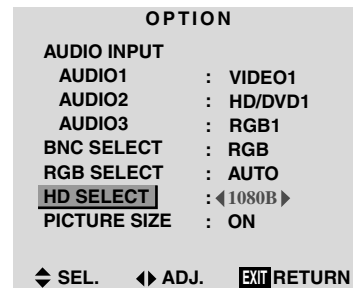 OPTION
AUDIO INPUT
AUDIO1 : VIDEO1
AUDIO2 : HD/DVD1
AUDIO3 : RGB1
BNC SELECT : RGB
RGB SELECT : AUTO
HD SELECT : 1080B
PICTURE SIZE : ON
SEL. ADJ. EXIT RETURN